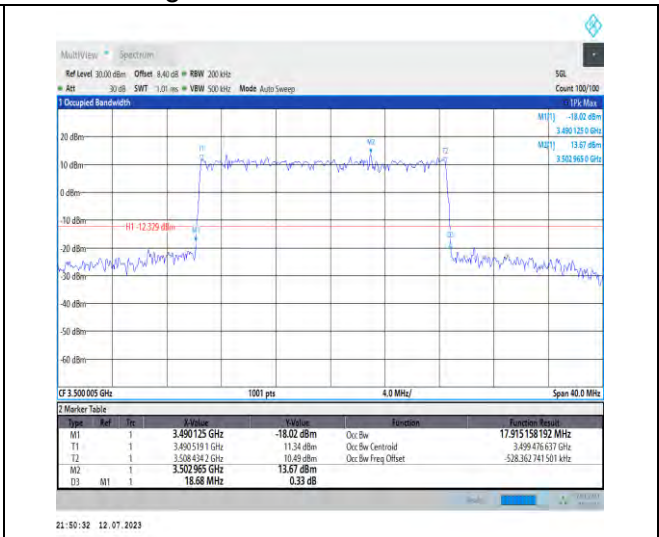 MultiView Spectrum
Ref Level 30.00 dBm Offset 8.40 dB RBW 200 kHz SGL
Att 30 dB SWT 1.01 ms VBW 500 kHz Mode Auto Sweep Count 100/100
1 Occupied Bandwidth 1Pk Max
M1[1] -18.02 dBm
3.490 125 0 GHz
M2[1] 13.67 dBm
3.502 965 0 GHz
20 dBm
M2
T1 T2
10 dBm
0 dBm
-10 dBm
H1 -12.329 dBm
M1
D3
-20 dBm
-30 dBm
-40 dBm
-50 dBm
-60 dBm
CF 3.500 005 GHz 1001 pts 4.0 MHz/ Span 40.0 MHz
2 Marker Table
Type Ref Trc X-Value Y-Value Function Function Result
M1 1 3.490125 GHz -18.02 dBm Occ Bw 17.915 158 192 MHz
T1 1 3.490 519 1 GHz 11.34 dBm Occ Bw Centroid 3.499 476 637 GHz
T2 1 3.508 434 2 GHz 10.49 dBm Occ Bw Freq Offset -528.362 741 501 kHz
M2 1 3.502 965 GHz 13.67 dBm
D3 M1 1 18.68 MHz 0.33 dB
21:50:32 12.07.2023